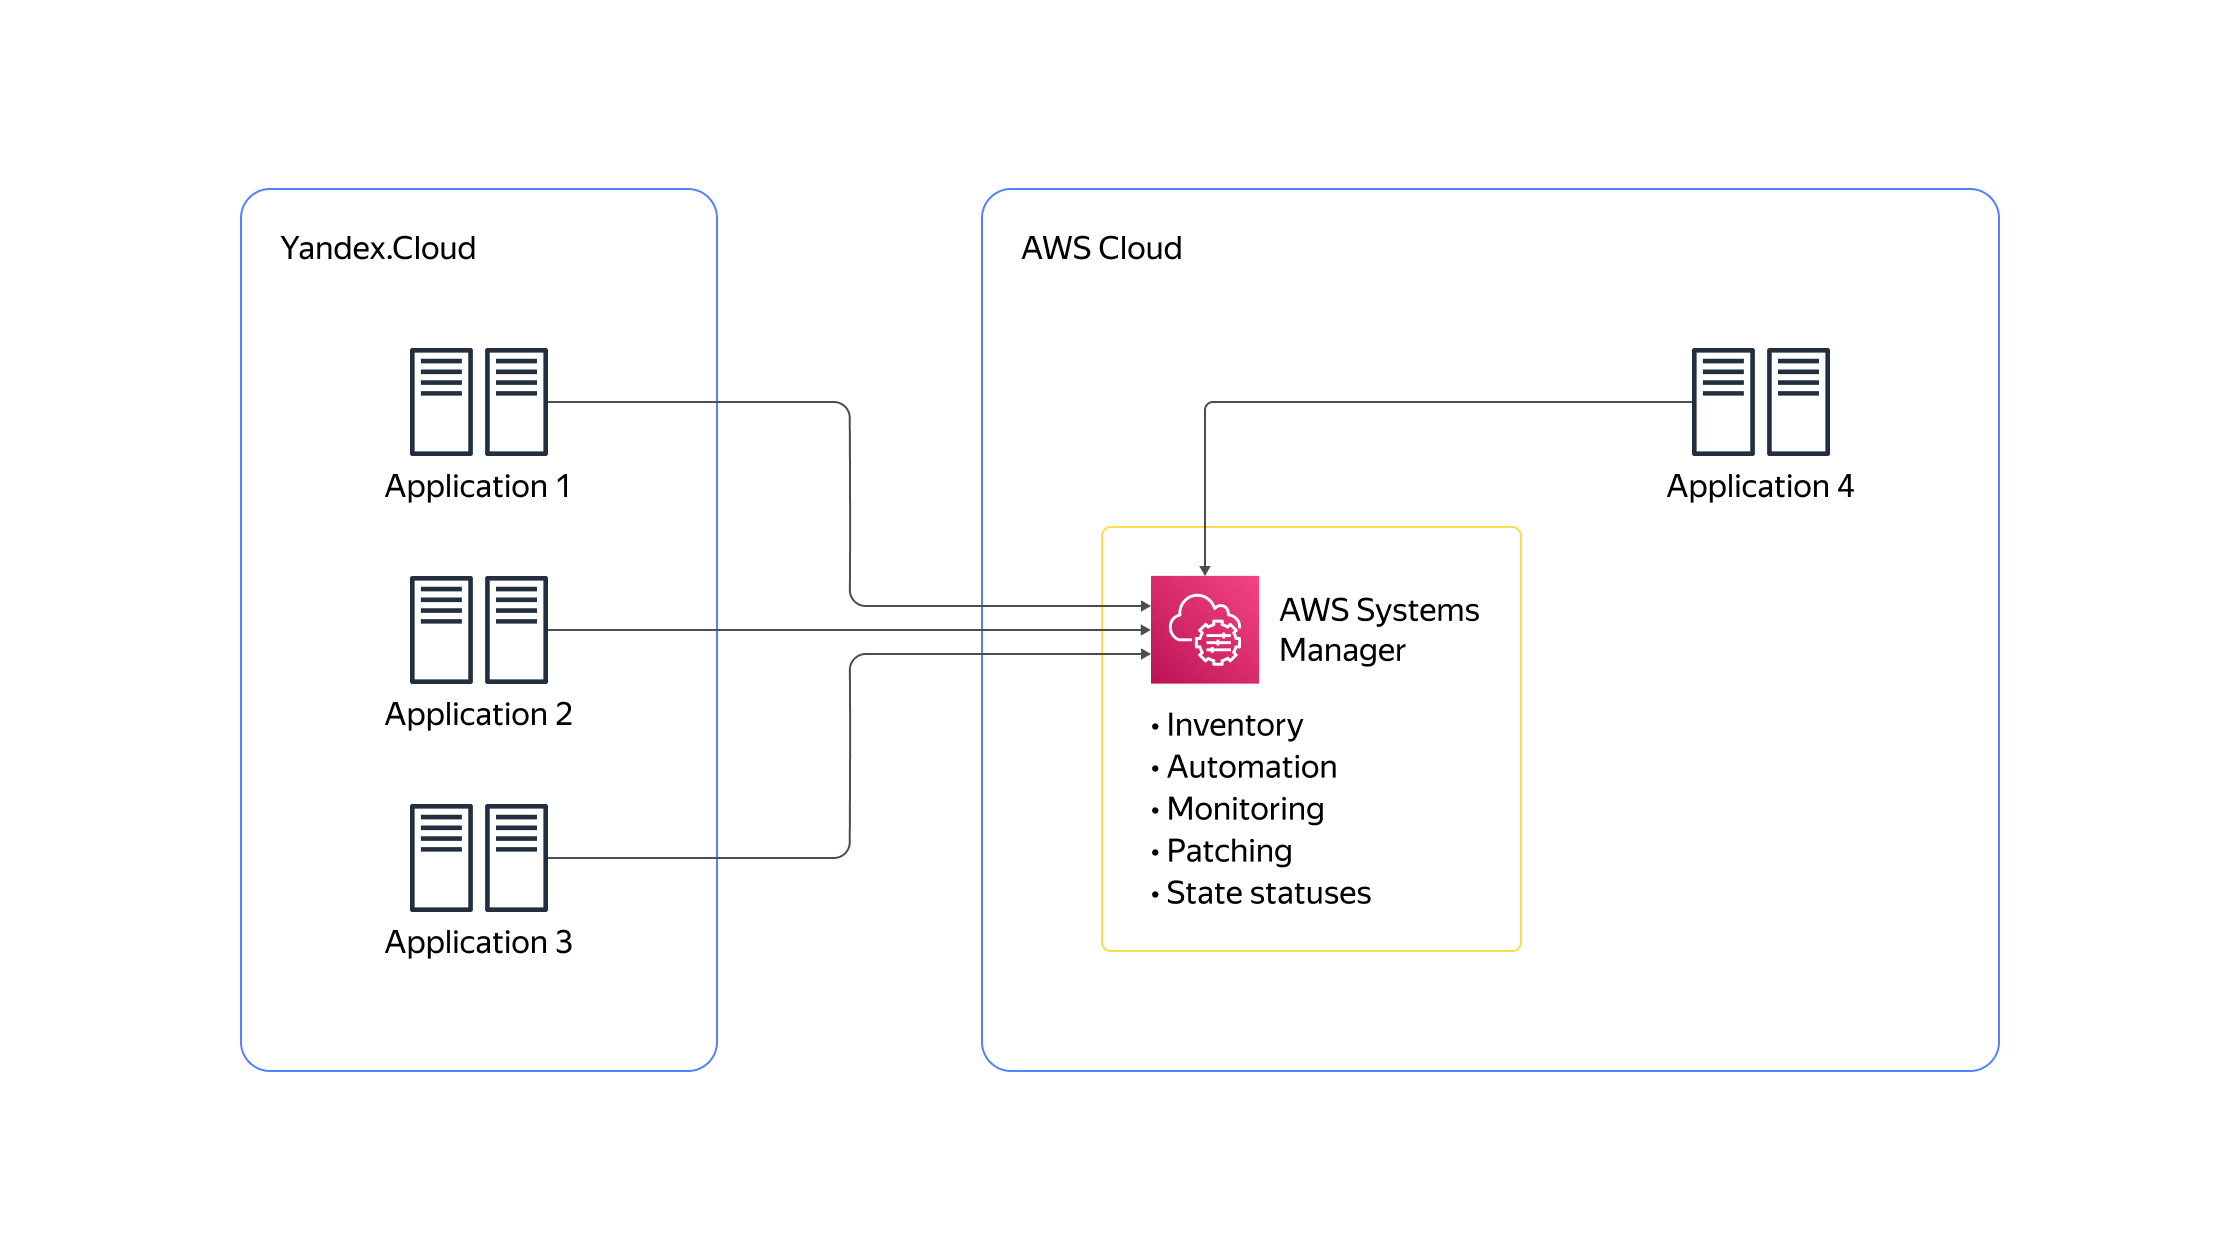 Yandex.Cloud
Application 1
Application 2
Application 3
AWS Cloud
Application 4
AWS Systems
Manager
• Inventory
• Automation
• Monitoring
• Patching
• State statuses